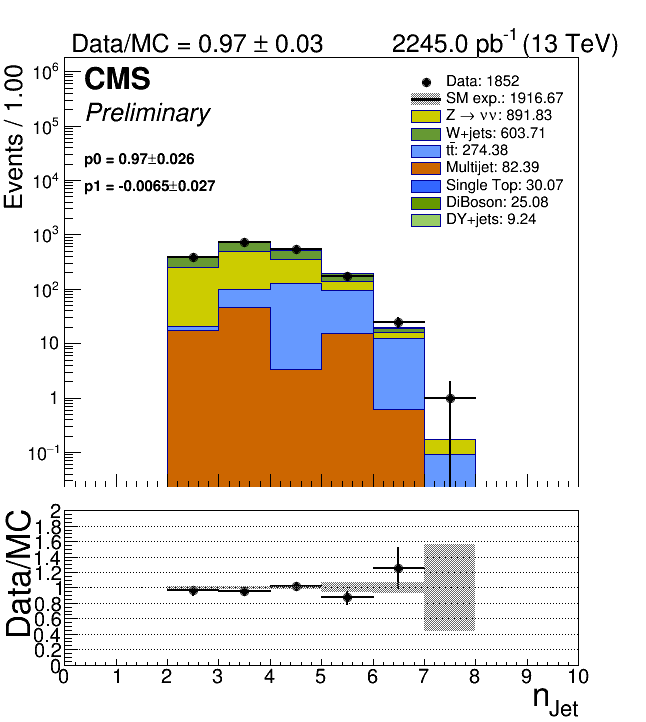 Data/MC = 0.97 ± 0.03 2245.0 pb⁻¹ (13 TeV)
CMS
Preliminary
p0 = 0.97±0.026
p1 = -0.0065±0.027
Data: 1852
SM exp.: 1916.67
Z → νν: 891.83
W+jets: 603.71
tt̄: 274.38
Multijet: 82.39
Single Top: 30.07
DiBoson: 25.08
DY+jets: 9.24
Events / 1.00
10⁶
10⁵
10⁴
10³
10²
10
1
10⁻¹
Data/MC
2
1.8
1.6
1.4
1.2
1
0.8
0.6
0.4
0.2
0
0 1 2 3 4 5 6 7 8 9 10
n_Jet